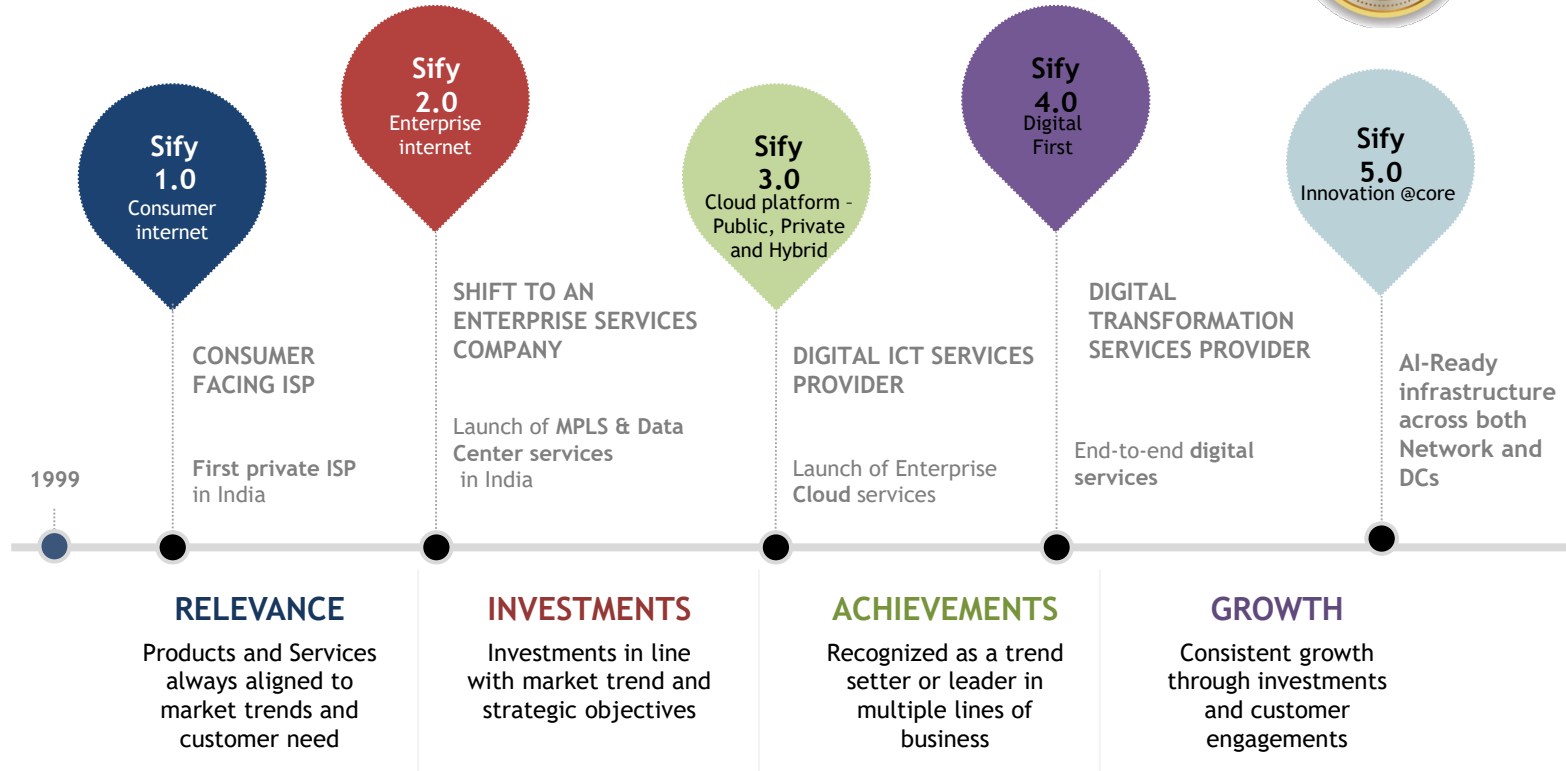 Sify
1.0
Consumer
internet
CONSUMER
FACING ISP
First private ISP
in India
Sify
2.0
Enterprise
internet
SHIFT TO AN
ENTERPRISE SERVICES
COMPANY
Launch of MPLS & Data
Center services
in India
Sify
3.0
Cloud platform –
Public, Private
and Hybrid
DIGITAL ICT SERVICES
PROVIDER
Launch of Enterprise
Cloud services
Sify
4.0
Digital
First
DIGITAL
TRANSFORMATION
SERVICES PROVIDER
End-to-end digital
services
Sify
5.0
Innovation @core
AI-Ready
infrastructure
across both
Network and
DCs
1999
RELEVANCE
Products and Services
always aligned to
market trends and
customer need
INVESTMENTS
Investments in line
with market trend and
strategic objectives
ACHIEVEMENTS
Recognized as a trend
setter or leader in
multiple lines of
business
GROWTH
Consistent growth
through investments
and customer
engagements